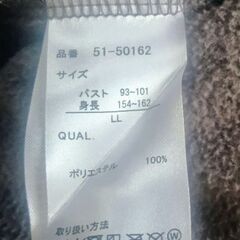 品番 51-50162
サイズ
バスト 93~101
身長 154~162
LL
QUAL.
ポリエステル 100%
取り扱い方法